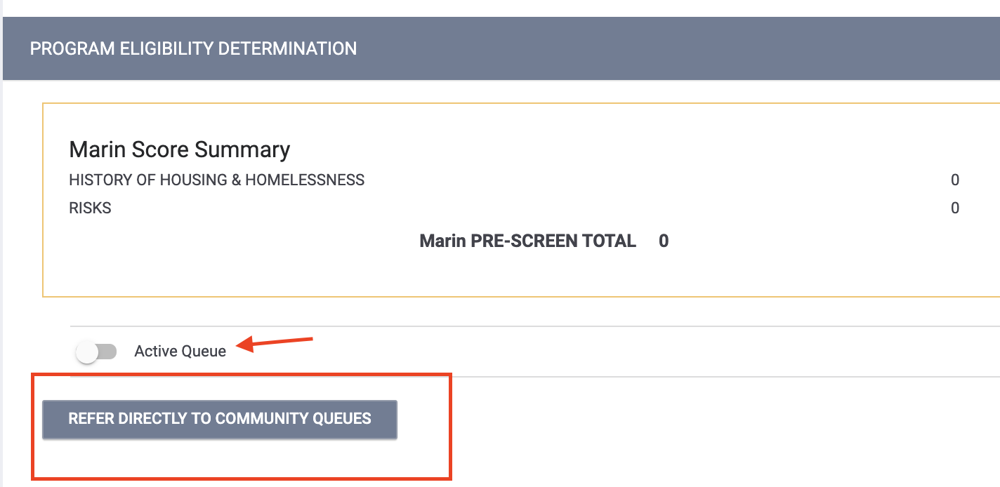 PROGRAM ELIGIBILITY DETERMINATION
Marin Score Summary
HISTORY OF HOUSING & HOMELESSNESS 0
RISKS 0
Marin PRE-SCREEN TOTAL 0
Active Queue
REFER DIRECTLY TO COMMUNITY QUEUES